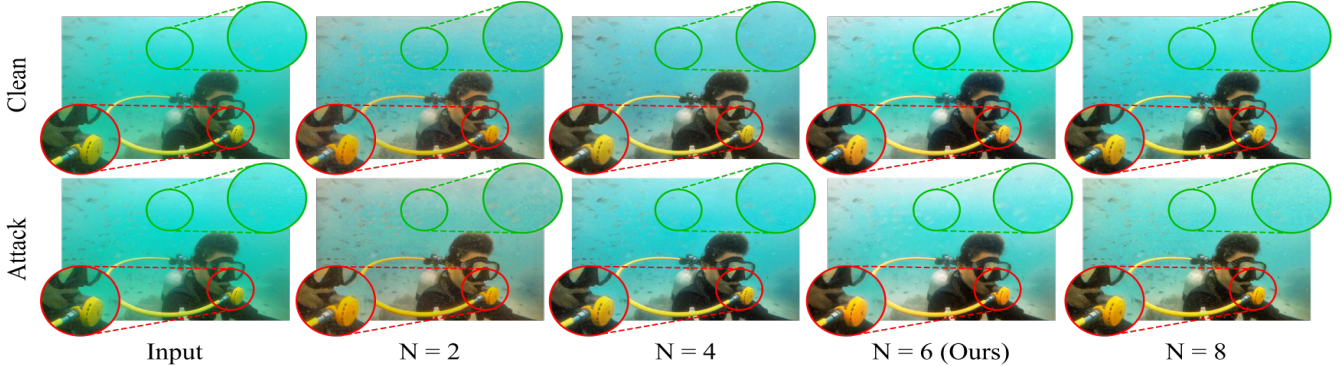 Clean
Attack
Input
N = 2
N = 4
N = 6 (Ours)
N = 8